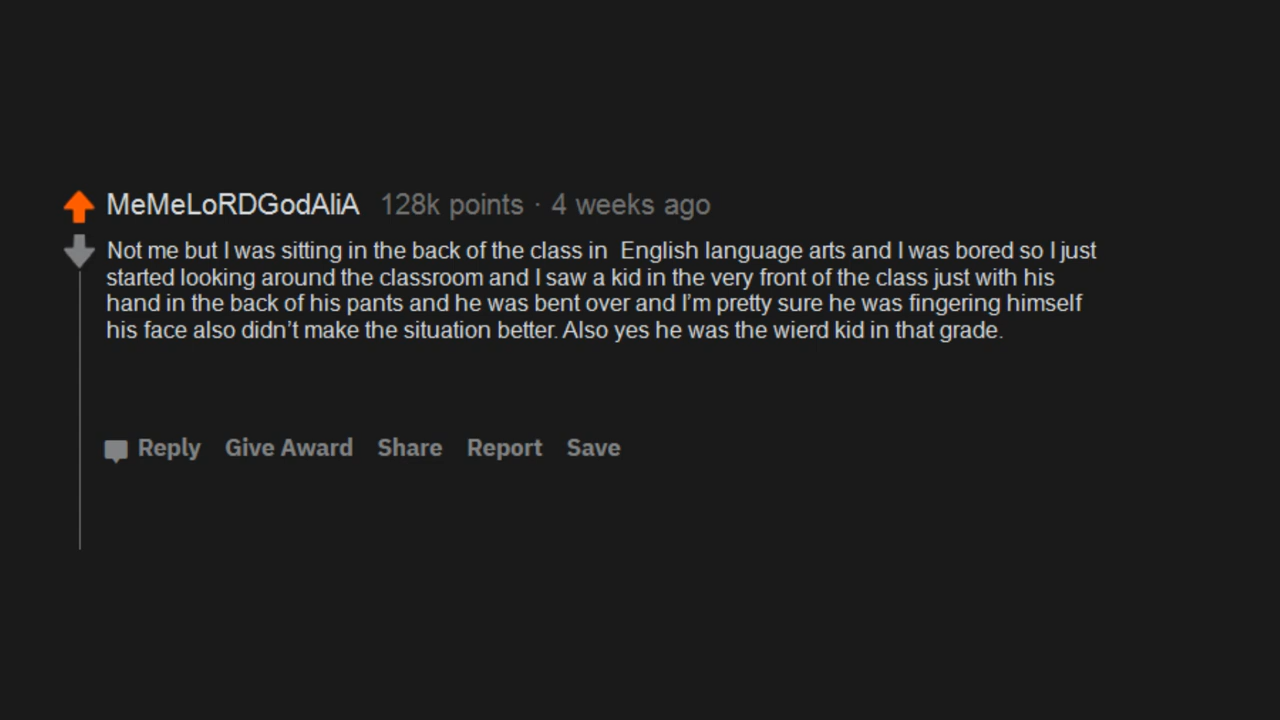 MeMeLoRDGodAliA 128k points · 4 weeks ago
Not me but I was sitting in the back of the class in  English language arts and I was bored so I just
started looking around the classroom and I saw a kid in the very front of the class just with his
hand in the back of his pants and he was bent over and I’m pretty sure he was fingering himself
his face also didn’t make the situation better. Also yes he was the wierd kid in that grade.
Reply Give Award Share Report Save